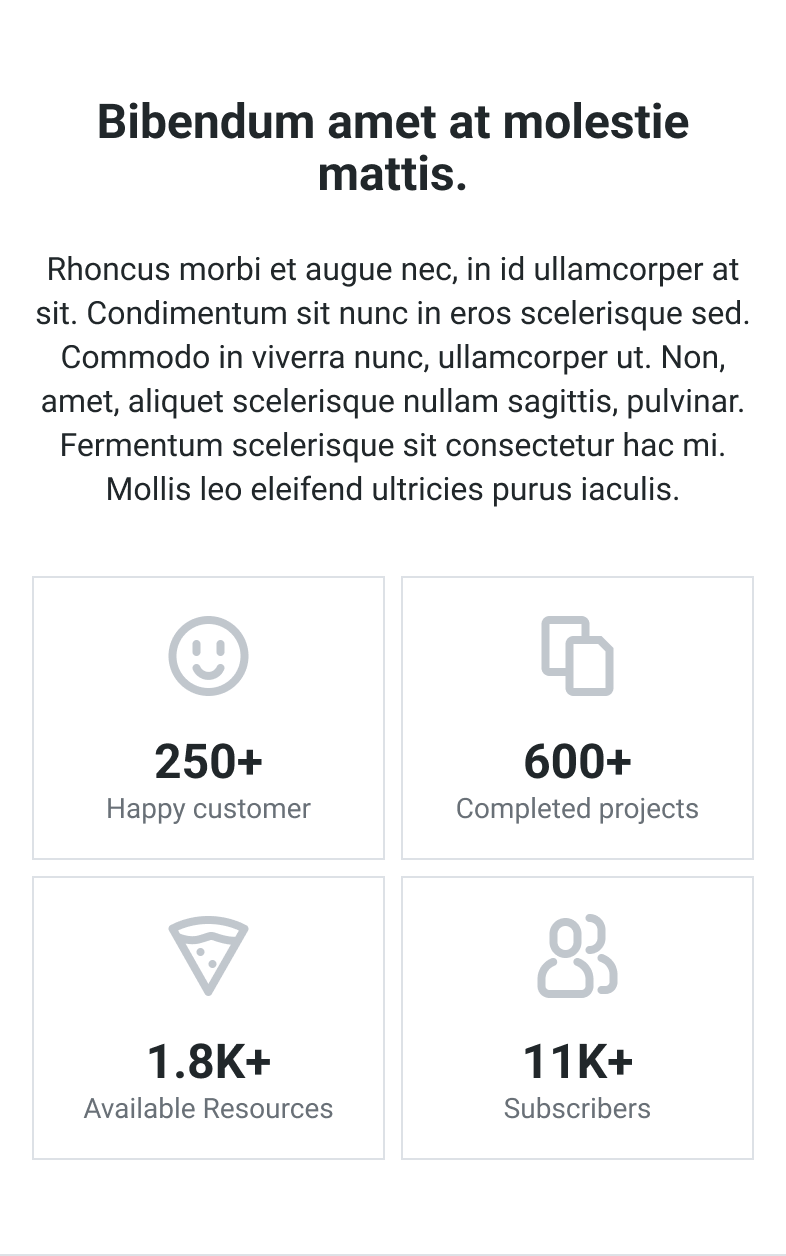 Bibendum amet at molestie
mattis.
Rhoncus morbi et augue nec, in id ullamcorper at
sit. Condimentum sit nunc in eros scelerisque sed.
Commodo in viverra nunc, ullamcorper ut. Non,
amet, aliquet scelerisque nullam sagittis, pulvinar.
Fermentum scelerisque sit consectetur hac mi.
Mollis leo eleifend ultricies purus iaculis.
250+
Happy customer
600+
Completed projects
1.8K+
Available Resources
11K+
Subscribers